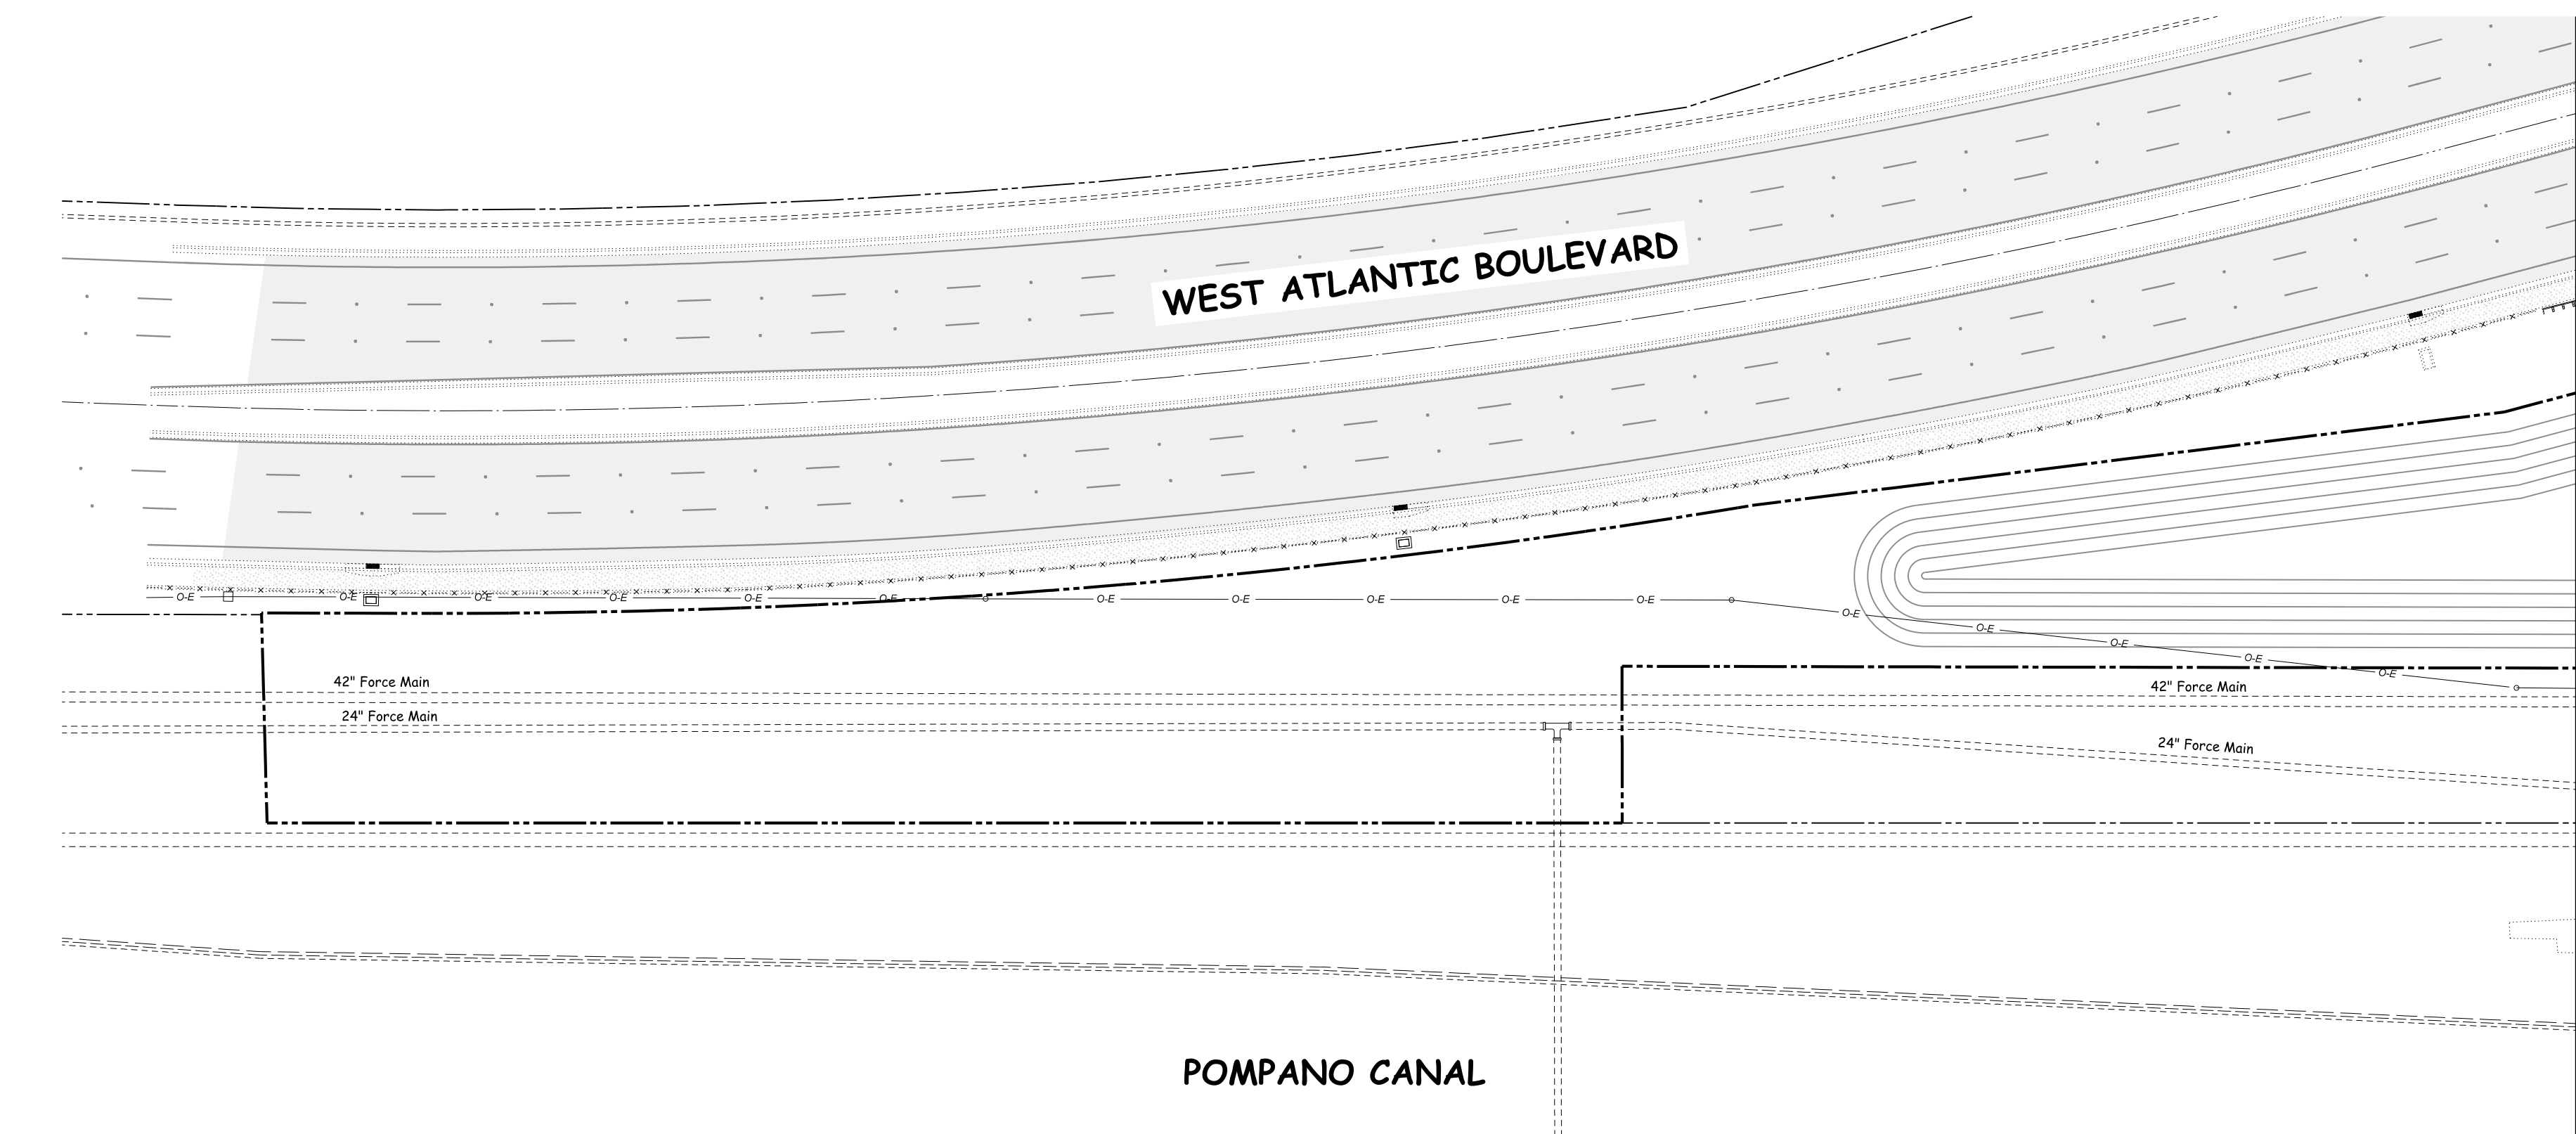 WEST ATLANTIC BOULEVARD
O-E O-E O-E O-E O-E O-E O-E O-E O-E O-E O-E
O-E
O-E
O-E
O-E
O-E
42" Force Main
42" Force Main
24" Force Main
24" Force Main
POMPANO CANAL